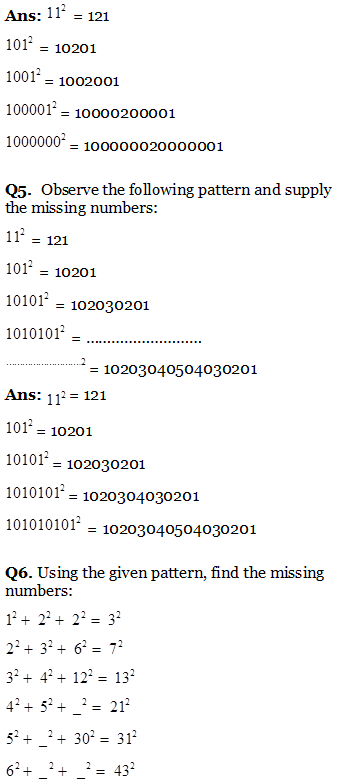 Ans: 11² = 121
101² = 10201
1001² = 1002001
100001² = 10000200001
1000000² = 100000020000001
Q5. Observe the following pattern and supply
the missing numbers:
11² = 121
101² = 10201
10101² = 102030201
1010101² = ...........................
...........................² = 10203040504030201
Ans: 11² = 121
101² = 10201
10101² = 102030201
1010101² = 1020304030201
101010101² = 10203040504030201
Q6. Using the given pattern, find the missing
numbers:
1² + 2² + 2² = 3²
2² + 3² + 6² = 7²
3² + 4² + 12² = 13²
4² + 5² + _² = 21²
5² + _² + 30² = 31²
6² + _² + _² = 43²